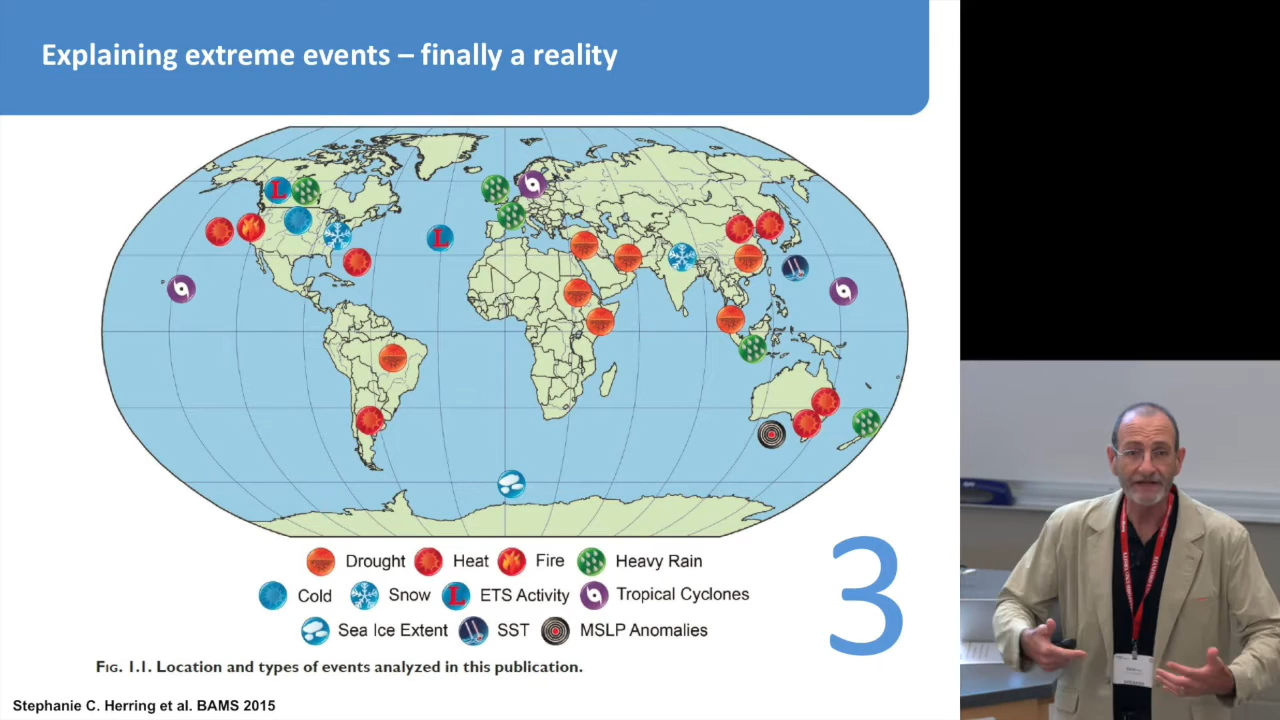 Explaining extreme events – finally a reality
L
L
Drought Heat Fire Heavy Rain
Cold Snow L ETS Activity Tropical Cyclones
Sea Ice Extent SST MSLP Anomalies
3
FIG. 1.1. Location and types of events analyzed in this publication.
Stephanie C. Herring et al. BAMS 2015